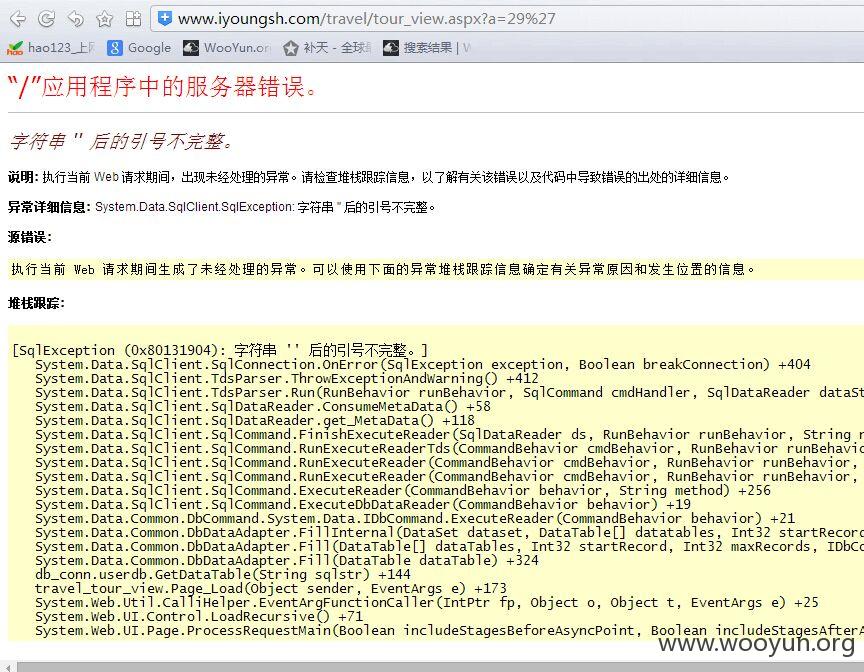 www.iyoungsh.com/travel/tour_view.aspx?a=29%27
hao123_上网 Google WooYun.or 补天 - 全球最 搜索结果 | W
“/”应用程序中的服务器错误。
字符串 '' 后的引号不完整。
说明: 执行当前 Web 请求期间，出现未经处理的异常。请检查堆栈跟踪信息，以了解有关该错误以及代码中导致错误的出处的详细信息。
异常详细信息: System.Data.SqlClient.SqlException: 字符串 '' 后的引号不完整。
源错误:
执行当前 Web 请求期间生成了未经处理的异常。可以使用下面的异常堆栈跟踪信息确定有关异常原因和发生位置的信息。
堆栈跟踪:
[SqlException (0x80131904): 字符串 '' 后的引号不完整。]
System.Data.SqlClient.SqlConnection.OnError(SqlException exception, Boolean breakConnection) +404
System.Data.SqlClient.TdsParser.ThrowExceptionAndWarning() +412
System.Data.SqlClient.TdsParser.Run(RunBehavior runBehavior, SqlCommand cmdHandler, SqlDataReader dataSt
System.Data.SqlClient.SqlDataReader.ConsumeMetaData() +58
System.Data.SqlClient.SqlDataReader.get_MetaData() +118
System.Data.SqlClient.SqlCommand.FinishExecuteReader(SqlDataReader ds, RunBehavior runBehavior, String r
System.Data.SqlClient.SqlCommand.RunExecuteReaderTds(CommandBehavior cmdBehavior, RunBehavior runBehavio
System.Data.SqlClient.SqlCommand.RunExecuteReader(CommandBehavior cmdBehavior, RunBehavior runBehavior,
System.Data.SqlClient.SqlCommand.RunExecuteReader(CommandBehavior cmdBehavior, RunBehavior runBehavior,
System.Data.SqlClient.SqlCommand.ExecuteReader(CommandBehavior behavior, String method) +256
System.Data.SqlClient.SqlCommand.ExecuteDbDataReader(CommandBehavior behavior) +19
System.Data.Common.DbCommand.System.Data.IDbCommand.ExecuteReader(CommandBehavior behavior) +21
System.Data.Common.DbDataAdapter.FillInternal(DataSet dataset, DataTable[] datatables, Int32 startRecord
System.Data.Common.DbDataAdapter.Fill(DataTable[] dataTables, Int32 startRecord, Int32 maxRecords, IDbCo
System.Data.Common.DbDataAdapter.Fill(DataTable dataTable) +324
db_conn.userdb.GetDataTable(String sqlstr) +144
travel_tour_view.Page_Load(Object sender, EventArgs e) +173
System.Web.Util.CalliHelper.EventArgFunctionCaller(IntPtr fp, Object o, Object t, EventArgs e) +25
System.Web.UI.Control.LoadRecursive() +71
System.Web.UI.Page.ProcessRequestMain(Boolean includeStagesBeforeAsyncPoint, Boolean includeStagesAfterA
www.wooyun.org